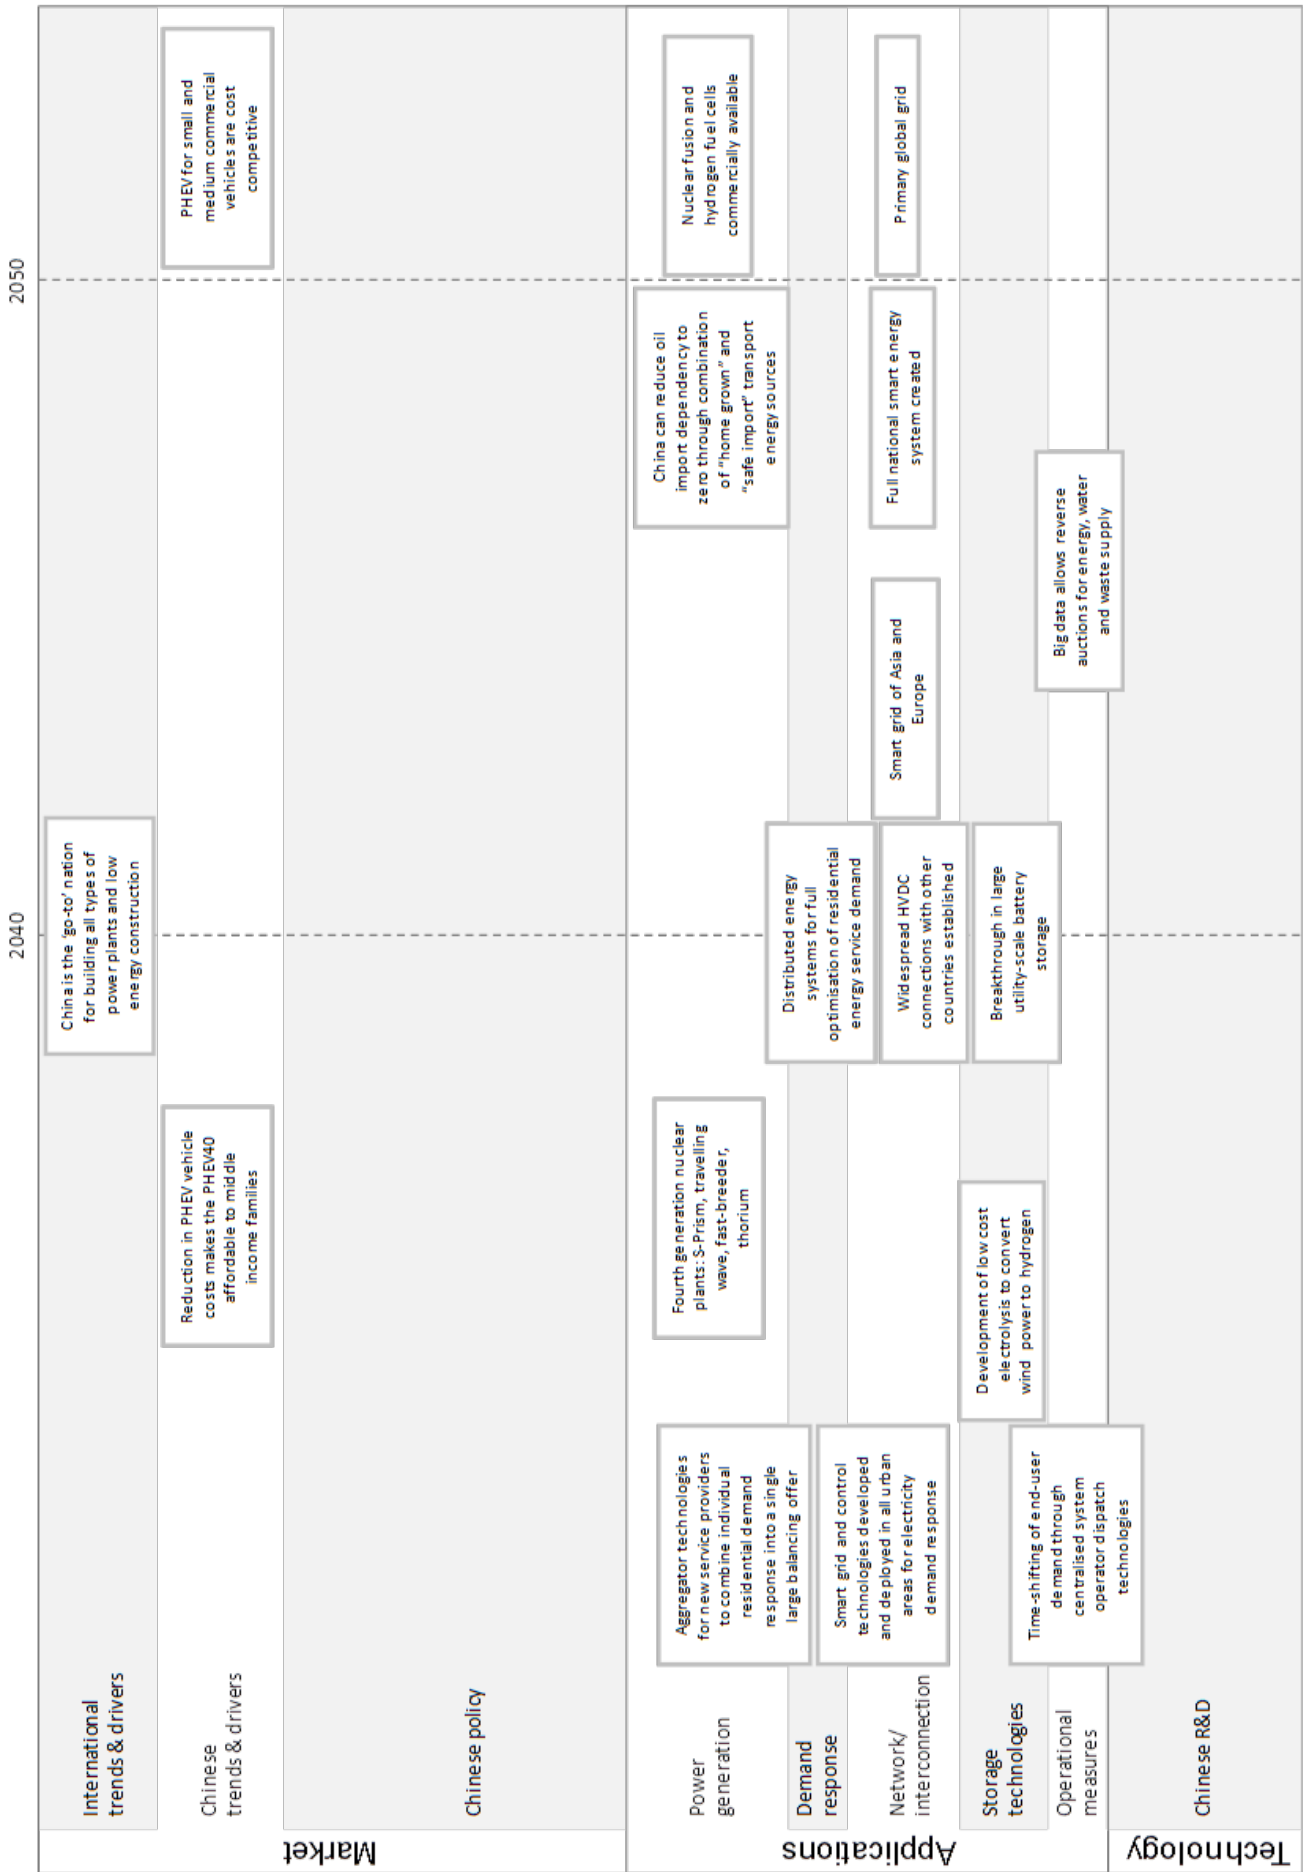 2040
2050
Market
International
trends & drivers
China is the 'go-to' nation
for building all types of
power plants and low
energy construction
Chinese
trends & drivers
Reduction in PHEV vehicle
costs makes the PHEV40
affordable to middle
income families
PHEV for small and
medium commercial
vehicles are cost
competitive
Chinese policy
Applications
Power
generation
Aggregator technologies
for new service providers
to combine individual
residential demand
response into a single
large balancing offer
Fourth generation nuclear
plants: S-Prism, travelling
wave, fast-breeder,
thorium
China can reduce oil
import dependency to
zero through combination
of "home grown" and
"safe import" transport
energy sources
Nuclear fusion and
hydrogen fuel cells
commercially available
Demand
response
Distributed energy
systems for full
optimisation of residential
energy service demand
Network/
interconnection
Smart grid and control
technologies developed
and deployed in all urban
areas for electricity
demand response
Widespread HVDC
connections with other
countries established
Smart grid of Asia and
Europe
Full national smart energy
system created
Primary global grid
Storage
technologies
Development of low cost
electrolysis to convert
wind power to hydrogen
Breakthrough in large
utility-scale battery
storage
Operational
measures
Time-shifting of end-user
demand through
centralised system
operator dispatch
technologies
Big data allows reverse
auctions for energy, water
and waste supply
Technology
Chinese R&D